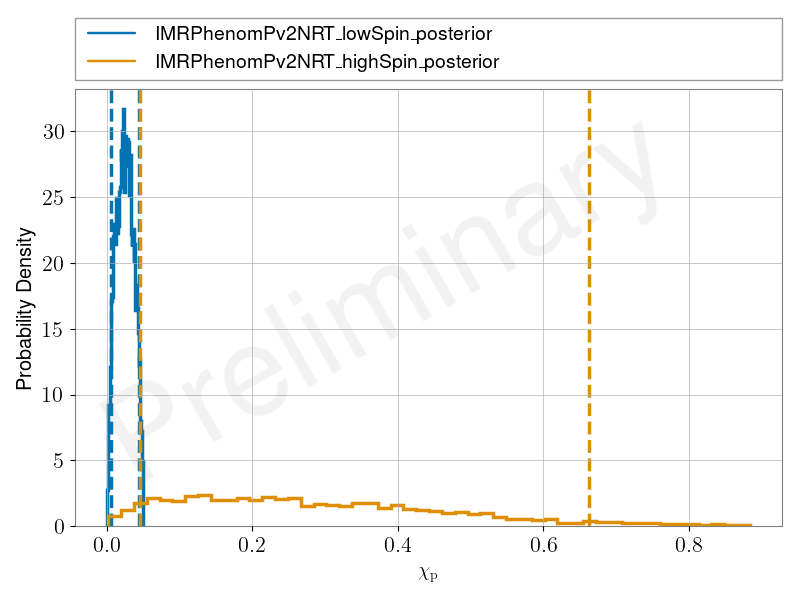 IMRPhenomPv2NRT_lowSpin_posterior
IMRPhenomPv2NRT_highSpin_posterior
Preliminary
Probability Density
30
25
20
15
10
5
0
0.0 0.2 0.4 0.6 0.8
χp